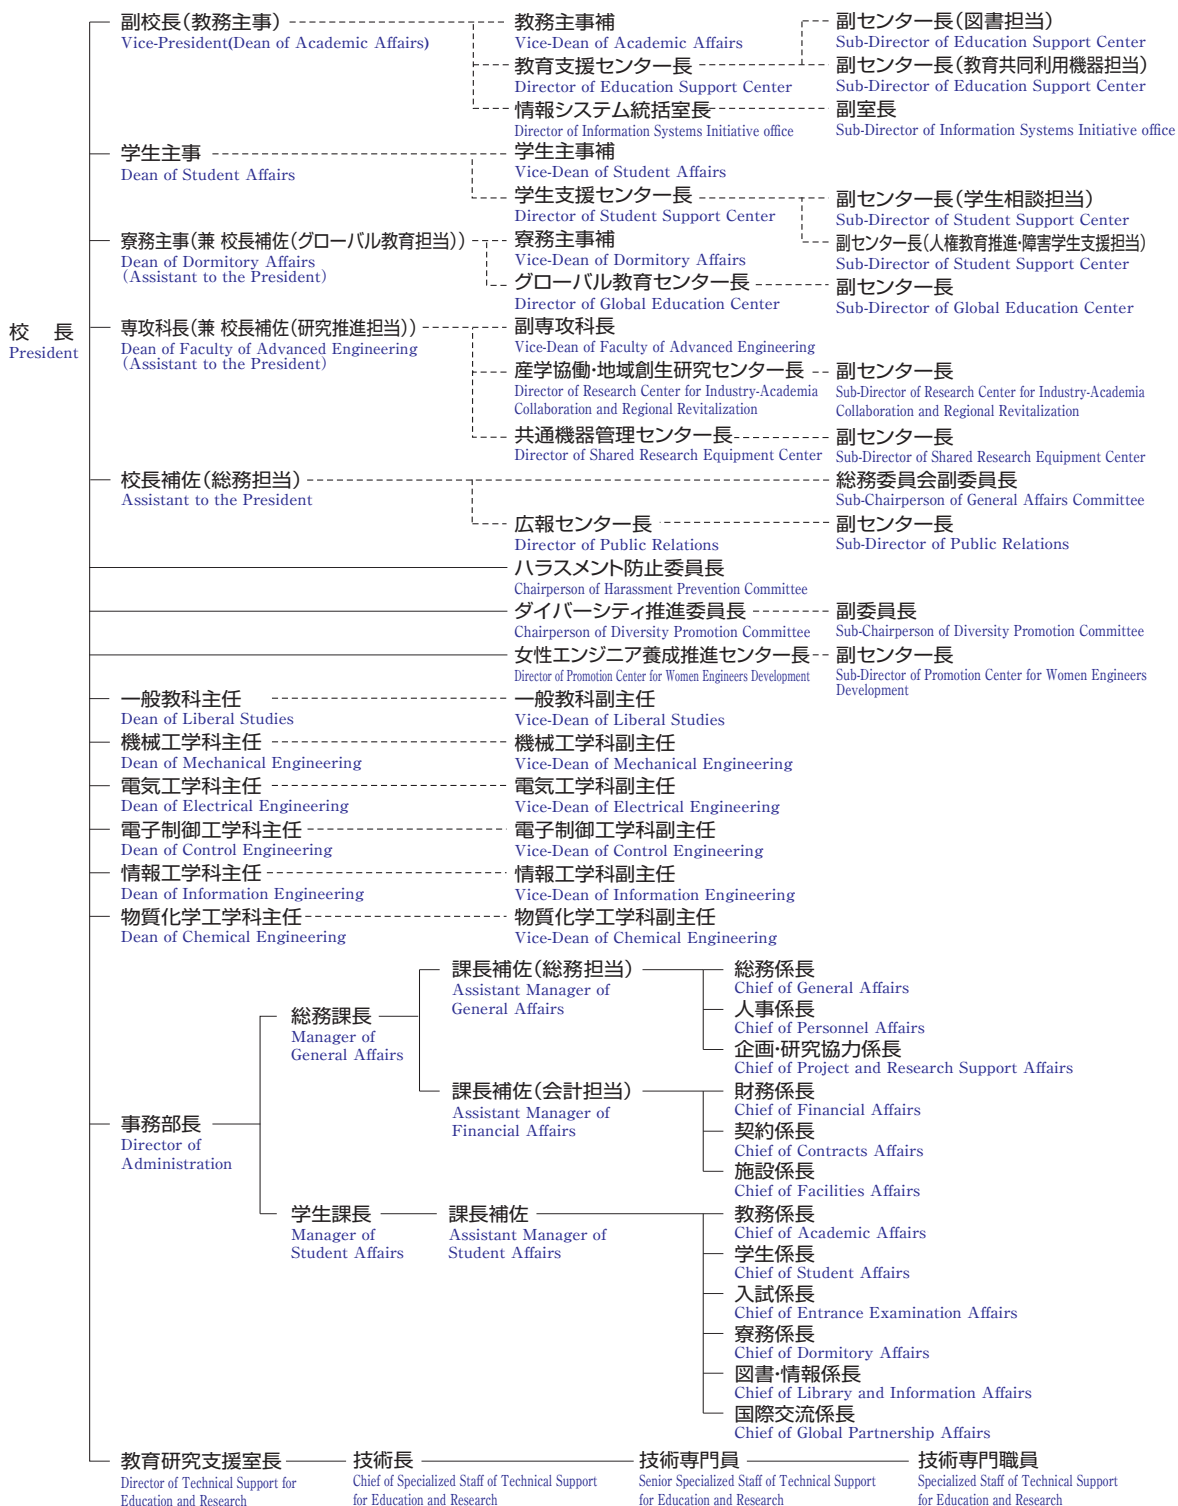 校　長
President
副校長（教務主事）
Vice-President(Dean of Academic Affairs)
教務主事補
Vice-Dean of Academic Affairs
教育支援センター長
Director of Education Support Center
副センター長（図書担当）
Sub-Director of Education Support Center
副センター長（教育共同利用機器担当）
Sub-Director of Education Support Center
情報システム統括室長
Director of Information Systems Initiative office
副室長
Sub-Director of Information Systems Initiative office
学生主事
Dean of Student Affairs
学生主事補
Vice-Dean of Student Affairs
学生支援センター長
Director of Student Support Center
副センター長（学生相談担当）
Sub-Director of Student Support Center
副センター長（人権教育推進・障害学生支援担当）
Sub-Director of Student Support Center
寮務主事（兼 校長補佐（グローバル教育担当））
Dean of Dormitory Affairs
（Assistant to the President）
寮務主事補
Vice-Dean of Dormitory Affairs
グローバル教育センター長
Director of Global Education Center
副センター長
Sub-Director of Global Education Center
専攻科長（兼 校長補佐（研究推進担当））
Dean of Faculty of Advanced Engineering
（Assistant to the President）
副専攻科長
Vice-Dean of Faculty of Advanced Engineering
産学協働・地域創生研究センター長
Director of Research Center for Industry-Academia
Collaboration and Regional Revitalization
副センター長
Sub-Director of Research Center for Industry-Academia
Collaboration and Regional Revitalization
共通機器管理センター長
Director of Shared Research Equipment Center
副センター長
Sub-Director of Shared Research Equipment Center
校長補佐（総務担当）
Assistant to the President
総務委員会副委員長
Sub-Chairperson of General Affairs Committee
広報センター長
Director of Public Relations
副センター長
Sub-Director of Public Relations
ハラスメント防止委員長
Chairperson of Harassment Prevention Committee
ダイバーシティ推進委員長
Chairperson of Diversity Promotion Committee
副委員長
Sub-Chairperson of Diversity Promotion Committee
女性エンジニア養成推進センター長
Director of Promotion Center for Women Engineers Development
副センター長
Sub-Director of Promotion Center for Women Engineers
Development
一般教科主任
Dean of Liberal Studies
一般教科副主任
Vice-Dean of Liberal Studies
機械工学科主任
Dean of Mechanical Engineering
機械工学科副主任
Vice-Dean of Mechanical Engineering
電気工学科主任
Dean of Electrical Engineering
電気工学科副主任
Vice-Dean of Electrical Engineering
電子制御工学科主任
Dean of Control Engineering
電子制御工学科副主任
Vice-Dean of Control Engineering
情報工学科主任
Dean of Information Engineering
情報工学科副主任
Vice-Dean of Information Engineering
物質化学工学科主任
Dean of Chemical Engineering
物質化学工学科副主任
Vice-Dean of Chemical Engineering
事務部長
Director of
Administration
総務課長
Manager of
General Affairs
課長補佐（総務担当）
Assistant Manager of
General Affairs
総務係長
Chief of General Affairs
人事係長
Chief of Personnel Affairs
企画・研究協力係長
Chief of Project and Research Support Affairs
課長補佐（会計担当）
Assistant Manager of
Financial Affairs
財務係長
Chief of Financial Affairs
契約係長
Chief of Contracts Affairs
施設係長
Chief of Facilities Affairs
学生課長
Manager of
Student Affairs
課長補佐
Assistant Manager of
Student Affairs
教務係長
Chief of Academic Affairs
学生係長
Chief of Student Affairs
入試係長
Chief of Entrance Examination Affairs
寮務係長
Chief of Dormitory Affairs
図書・情報係長
Chief of Library and Information Affairs
国際交流係長
Chief of Global Partnership Affairs
教育研究支援室長
Director of Technical Support for
Education and Research
技術長
Chief of Specialized Staff of Technical Support
for Education and Research
技術専門員
Senior Specialized Staff of Technical Support
for Education and Research
技術専門職員
Specialized Staff of Technical Support
for Education and Research